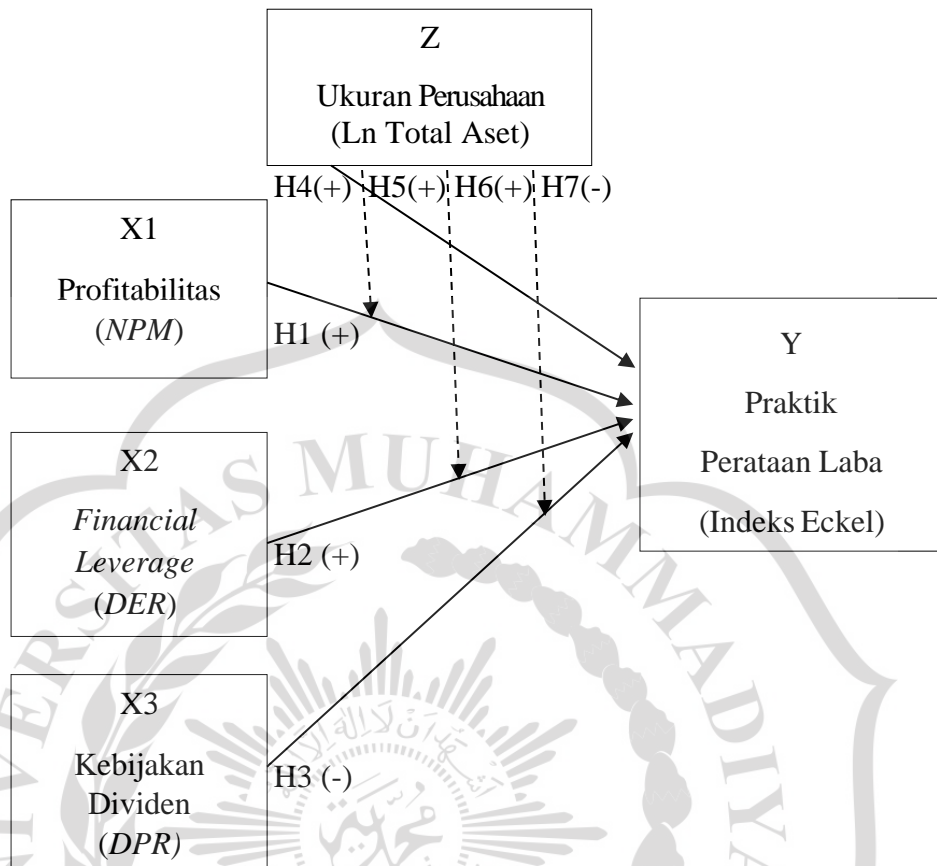 Z
Ukuran Perusahaan
(Ln Total Aset)
H4(+) H5(+) H6(+) H7(-)
X1
Profitabilitas
(NPM)
H1 (+)
Y
Praktik
Perataan Laba
(Indeks Eckel)
X2
Financial
Leverage
(DER)
H2 (+)
X3
Kebijakan
Dividen
(DPR)
H3 (-)
MUHAMMADIY